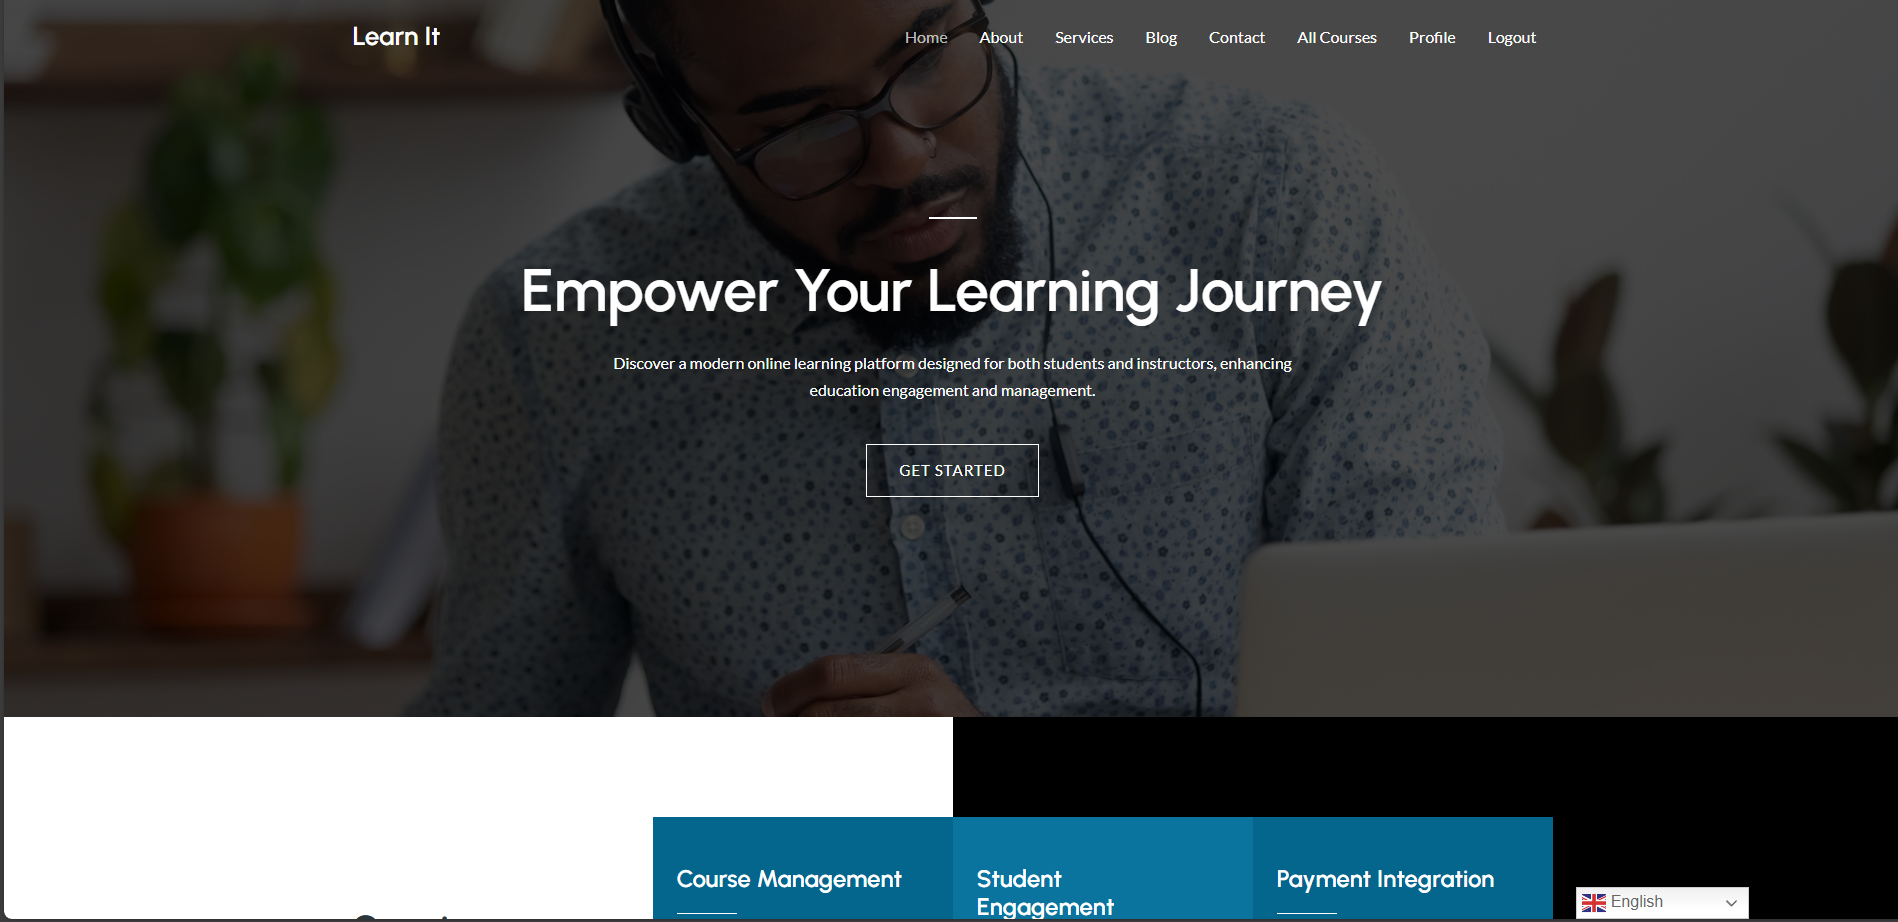 Learn It
Home About Services Blog Contact All Courses Profile Logout
Empower Your Learning Journey
Discover a modern online learning platform designed for both students and instructors, enhancing
education engagement and management.
GET STARTED
Course Management
Student
Engagement
Payment Integration
English